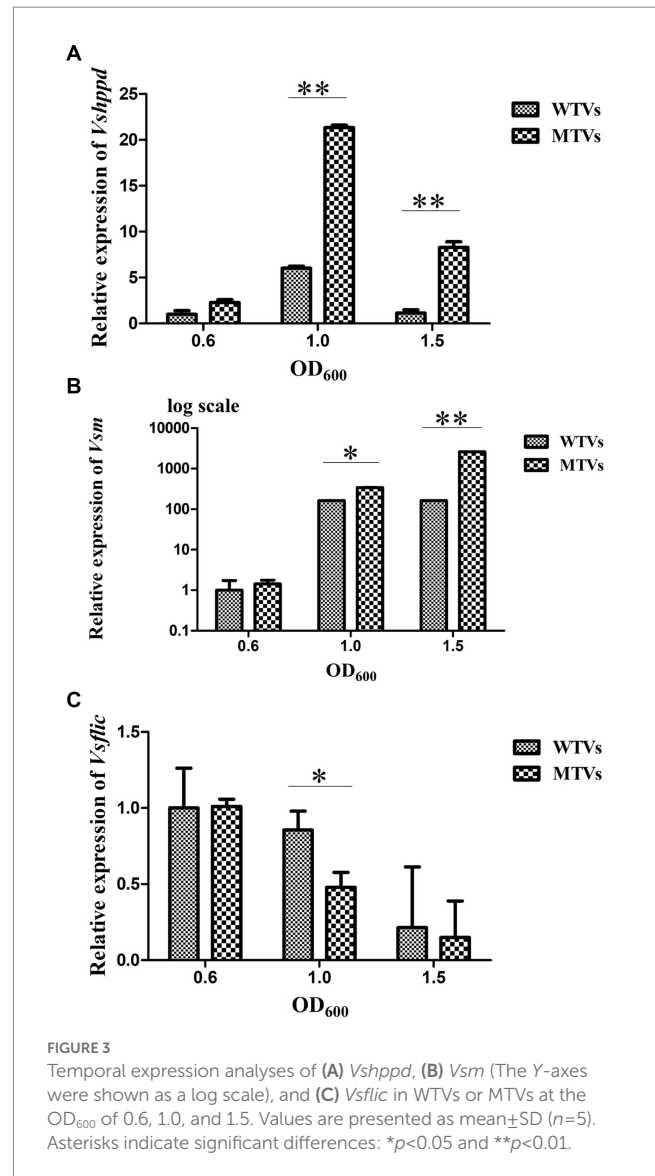 A
**
25
WTVs
MTVs
20
15
**
10
5
0
Relative expression of Vshppd
0.6 1.0 1.5
OD600
B
log scale
**
10000
WTVs
MTVs
1000
*
100
10
1
0.1
Relative expression of Vsm
0.6 1.0 1.5
OD600
C
1.5
WTVs
MTVs
*
1.0
0.5
0.0
Relative expression of Vsflic
0.6 1.0 1.5
OD600
FIGURE 3
Temporal expression analyses of (A) Vshppd, (B) Vsm (The Y-axes
were shown as a log scale), and (C) Vsflic in WTVs or MTVs at the
OD600 of 0.6, 1.0, and 1.5. Values are presented as mean±SD (n=5).
Asterisks indicate significant differences: *p<0.05 and **p<0.01.